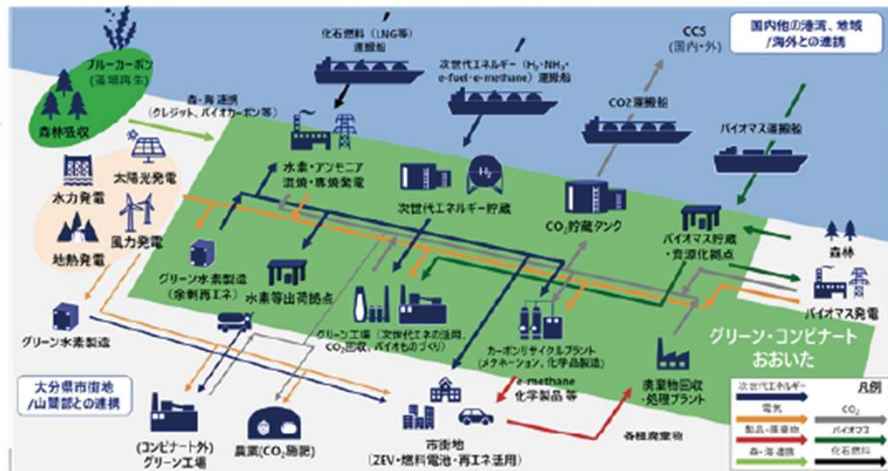 ブルーカーボン
(藻場再生)
森林吸収
森・海 連携
(クレジット、バイオカーボン等)
化石燃料(LNG等)
運搬船
次世代エネルギー(H₂・NH₃・
e-fuel・e-methane)運搬船
CCS
(国内・外)
CO2運搬船
国内他の港湾、地域
/海外との連携
バイオマス運搬船
太陽光発電
水力発電
風力発電
地熱発電
水素・アンモニア
混焼・専焼発電
H₂
次世代エネルギー貯蔵
CO₂貯蔵タンク
バイオマス貯蔵
・資源化拠点
森林
バイオマス発電
グリーン水素製造
(余剰再エネ)
水素等出荷拠点
グリーン工場(次世代エネの活用、
CO₂回収、バイオものづくり)
カーボンリサイクルプラント
(メタネーション、化学品製造)
廃棄物回収
・処理プラント
グリーン・コンビナート
おおいた
グリーン水素製造
大分県市街地
/山間部との連携
(コンビナート外)
グリーン工場
農業(CO₂施肥)
市街地
(ZEV・燃料電池・再エネ活用)
e-methane
化学製品 等
各種廃棄物
凡例
次世代エネルギー
電気
製品・廃棄物
森・海 連携
CO₂
バイオマス
化石燃料